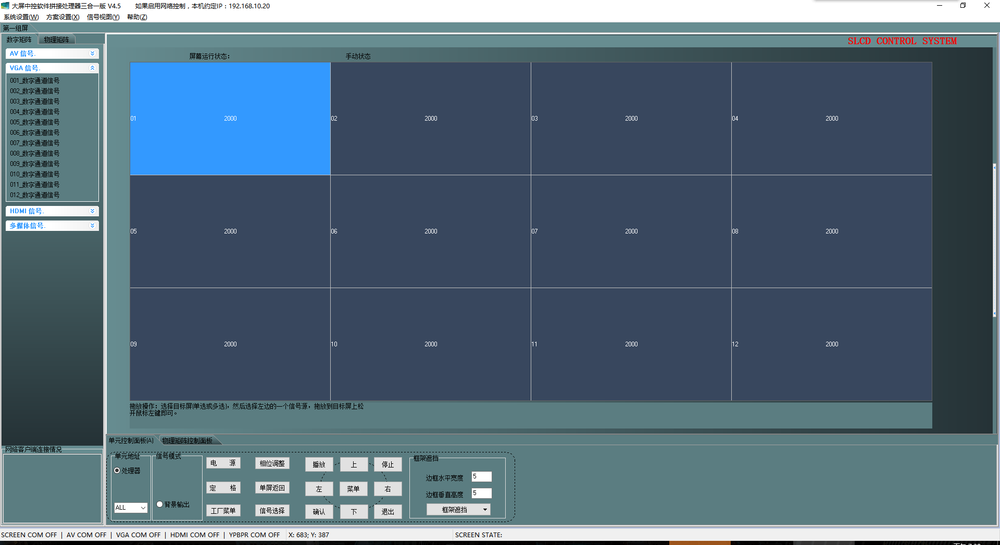 大屏中控软件拼接处理器三合一版 V4.5 如果启用网络控制，本机约定IP：192.168.10.20
系统设置(W) 方案设置(X) 信号视图(Y) 帮助(Z)
第一组屏
数字矩阵 物理矩阵
SLCD CONTROL SYSTEM
AV 信号.
屏幕运行状态: 手动状态
VGA 信号.
001_数字通道信号
002_数字通道信号
003_数字通道信号
004_数字通道信号
005_数字通道信号
006_数字通道信号
007_数字通道信号
008_数字通道信号
009_数字通道信号
010_数字通道信号
011_数字通道信号
012_数字通道信号
HDMI 信号.
多媒体信号.
01 2000 02 2000 03 2000 04 2000
05 2000 06 2000 07 2000 08 2000
09 2000 10 2000 11 2000 12 2000
拖放操作：选择目标屏(单选或多选)，然后选择左边的一个信号源，拖放到目标屏上松
开鼠标左键即可。
单元控制面板(A) 物理矩阵控制面板
网络客户端连接情况
单元地址
处理器
ALL
信号模式
背景输出
电 源 相位调整
定 格 单屏返回
工厂菜单 信号选择
播放 上 停止
左 菜单 右
确认 下 退出
框架遮挡
边框水平宽度 5
边框垂直高度 5
框架遮挡
SCREEN COM OFF | AV COM OFF | VGA COM OFF | HDMI COM OFF | YPBPR COM OFF X: 683; Y: 387 SCREEN STATE: